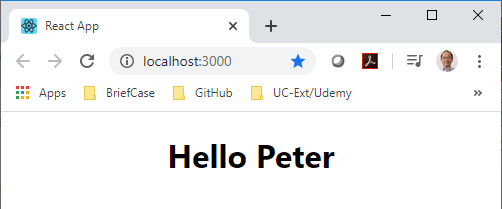 React App
localhost:3000
Apps BriefCase GitHub UC-Ext/Udemy »
Hello Peter